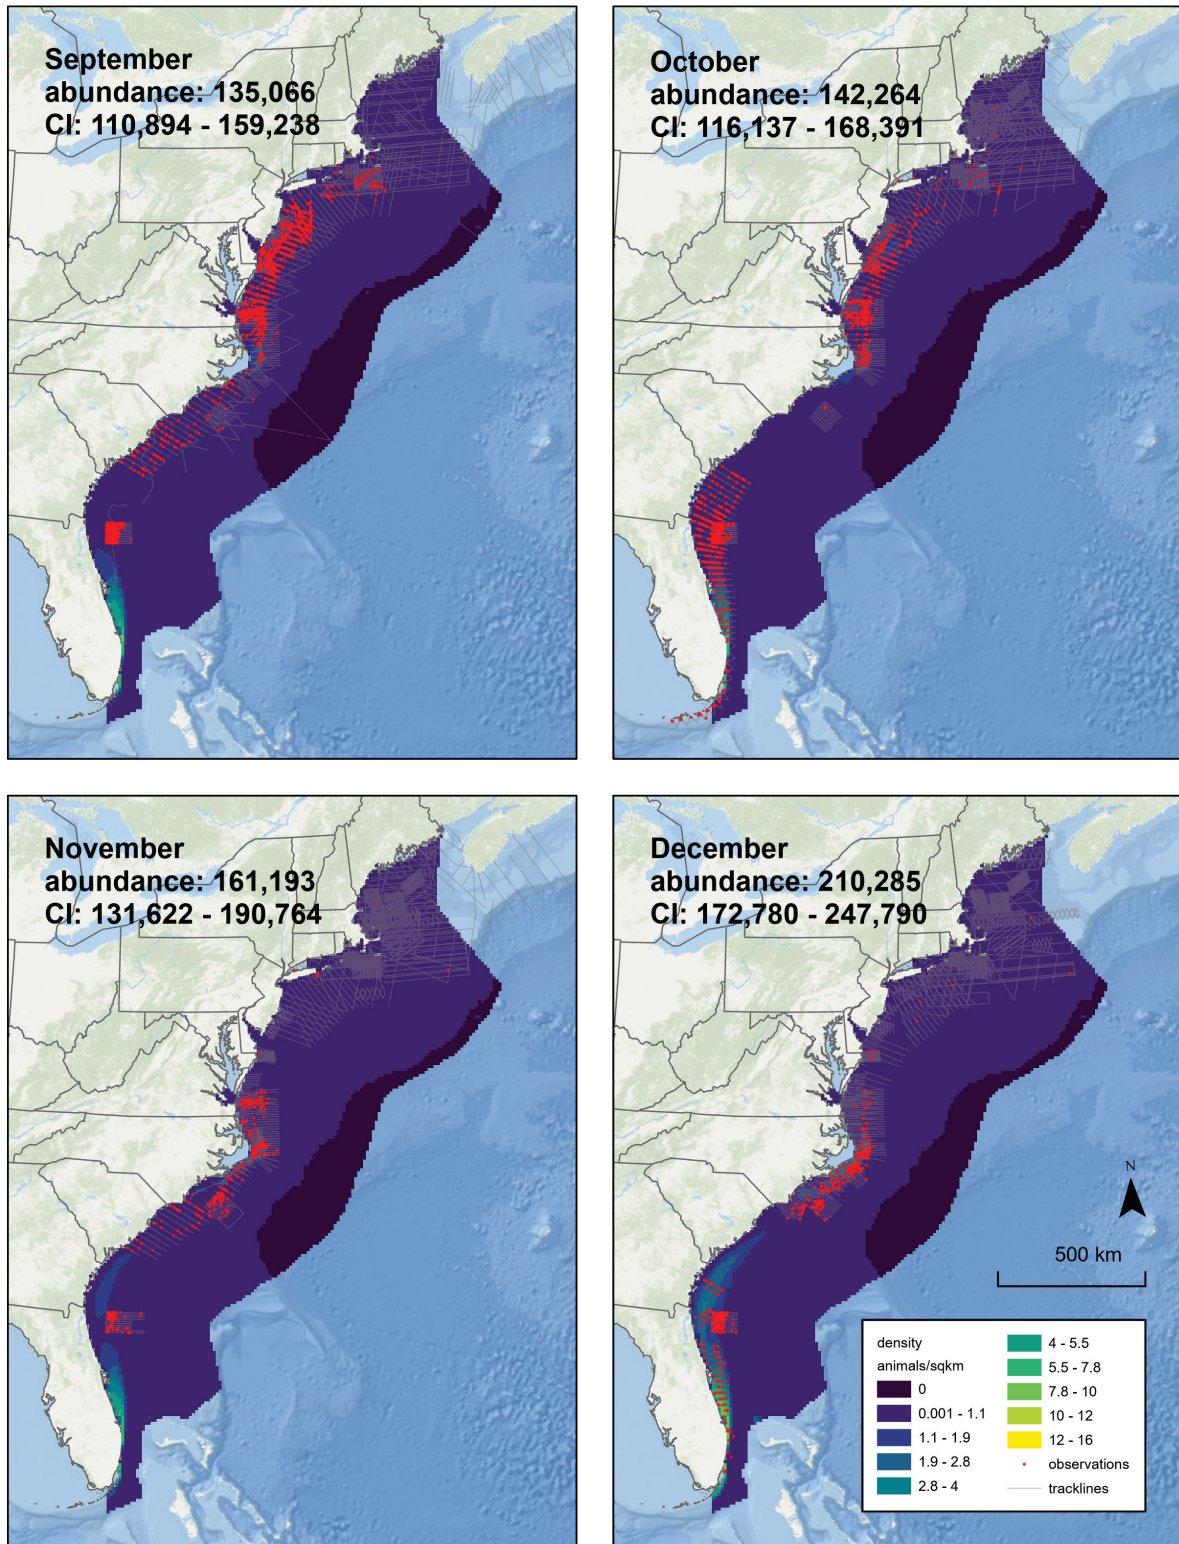 September
abundance: 135,066
CI: 110,894 - 159,238
October
abundance: 142,264
CI: 116,137 - 168,391
November
abundance: 161,193
CI: 131,622 - 190,764
December
abundance: 210,285
CI: 172,780 - 247,790
N
500 km
density
animals/sqkm
0
0.001 - 1.1
1.1 - 1.9
1.9 - 2.8
2.8 - 4
4 - 5.5
5.5 - 7.8
7.8 - 10
10 - 12
12 - 16
observations
tracklines